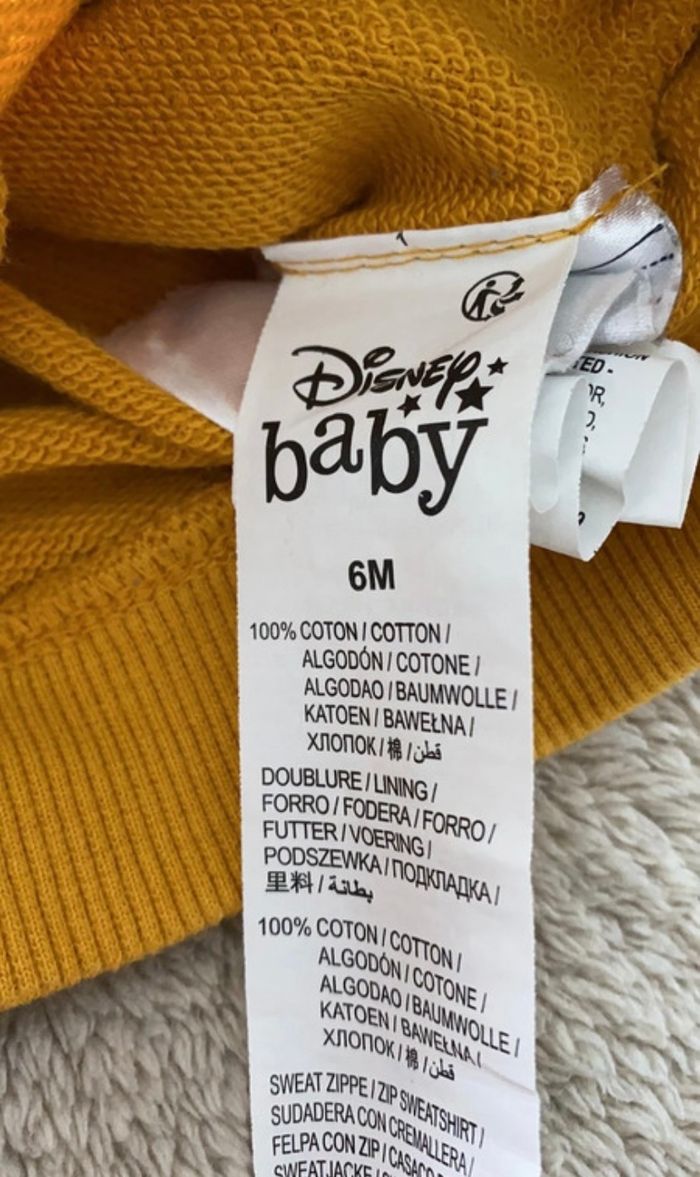 Disney
baby
6M
100% COTON / COTTON /
ALGODÓN / COTONE /
ALGODAO / BAUMWOLLE /
KATOEN / BAWEŁNA /
ХЛОПОК / 棉 / قطن
DOUBLURE / LINING /
FORRO / FODERA / FORRO /
FUTTER / VOERING /
PODSZEWKA / ПОДКЛАДКА /
里料 / بطانة
100% COTON / COTTON /
ALGODÓN / COTONE /
ALGODAO / BAUMWOLLE /
KATOEN / BAWEŁNA /
ХЛОПОК / 棉 / قطن
SWEAT ZIPPE / ZIP SWEATSHIRT /
SUDADERA CON CREMALLERA /
FELPA CON ZIP /
SWEATJACKE /